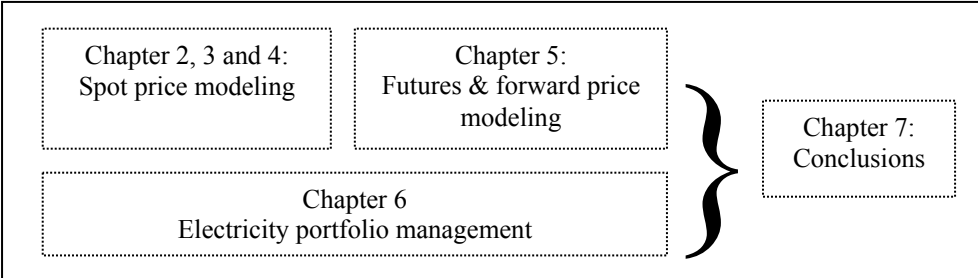 Chapter 2, 3 and 4:
Spot price modeling
Chapter 5:
Futures & forward price
modeling
Chapter 6
Electricity portfolio management
Chapter 7:
Conclusions